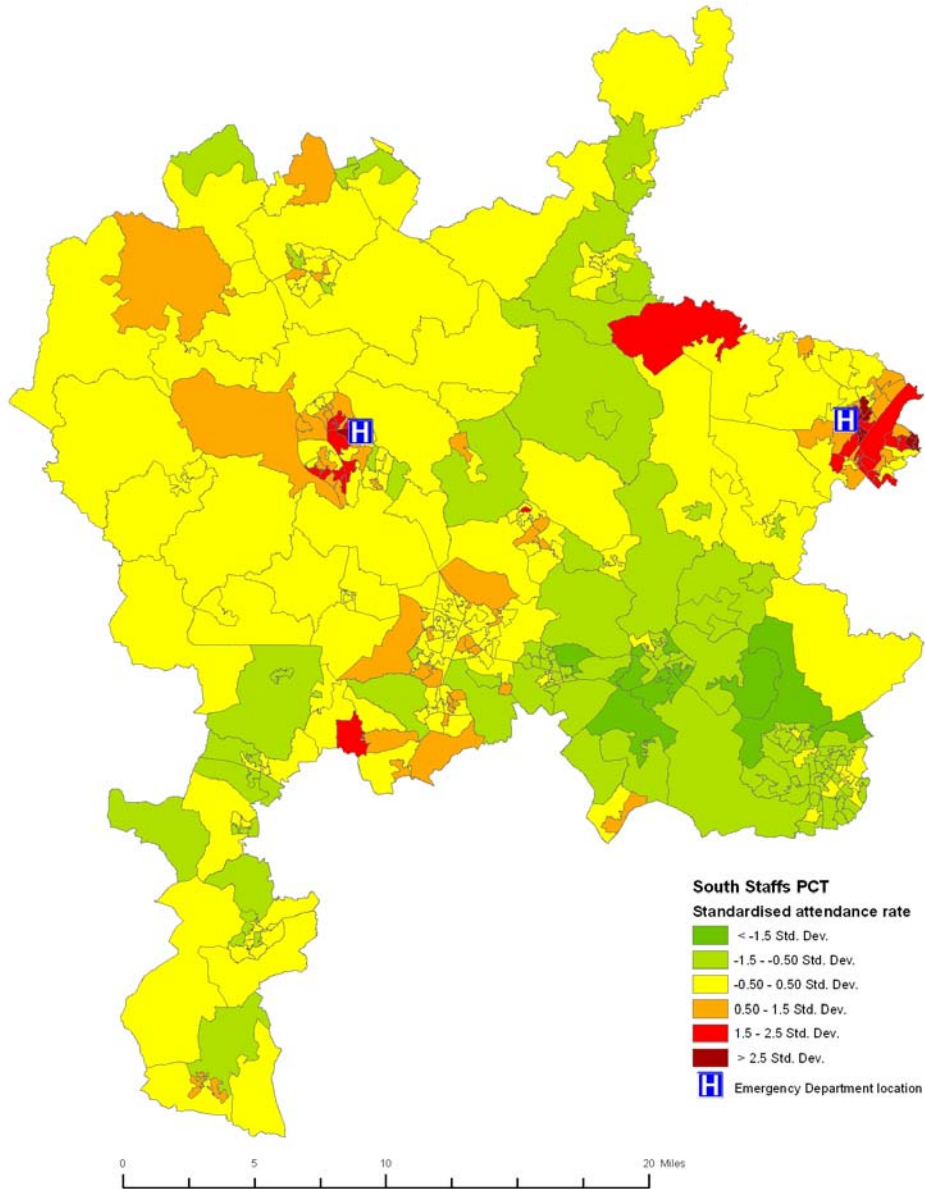 H
H
South Staffs PCT
Standardised attendance rate
< -1.5 Std. Dev.
-1.5 - -0.50 Std. Dev.
-0.50 - 0.50 Std. Dev.
0.50 - 1.5 Std. Dev.
1.5 - 2.5 Std. Dev.
> 2.5 Std. Dev.
H Emergency Department location
0 5 10 20 Miles